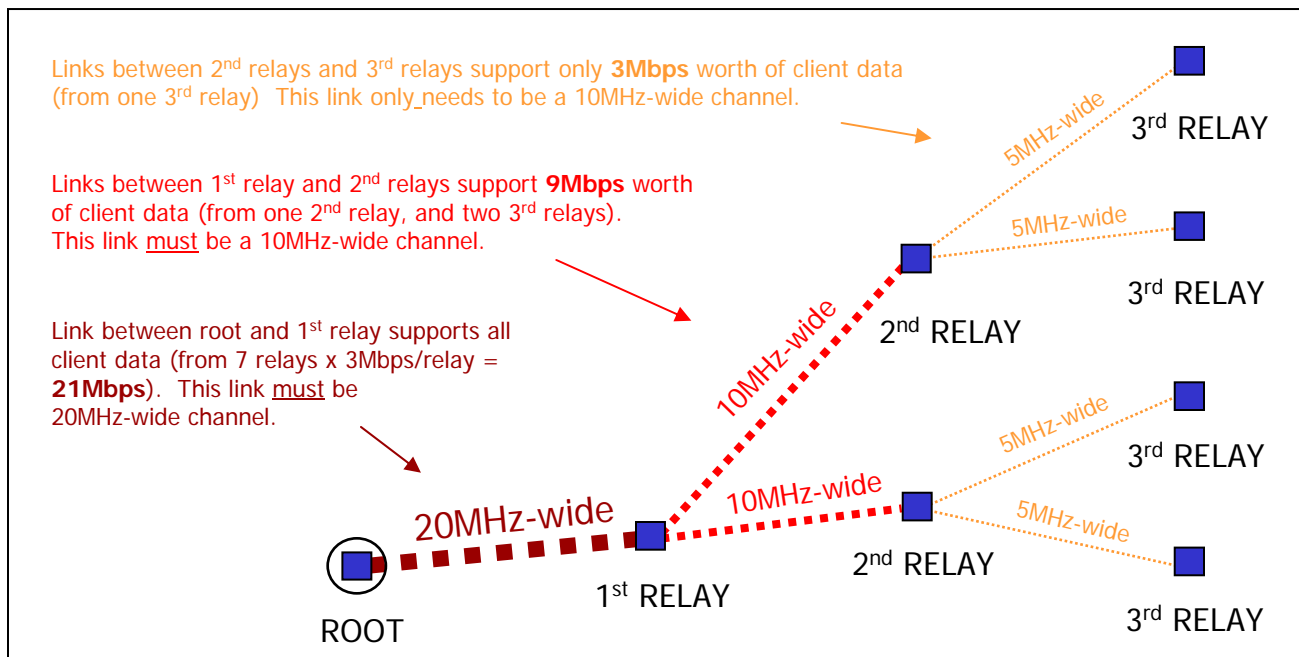 Links between 2nd relays and 3rd relays support only 3Mbps worth of client data
(from one 3rd relay)  This link only needs to be a 10MHz-wide channel.
5MHz-wide
3rd RELAY
Links between 1st relay and 2nd relays support 9Mbps worth
of client data (from one 2nd relay, and two 3rd relays).
This link must be a 10MHz-wide channel.
5MHz-wide
3rd RELAY
2nd RELAY
10MHz-wide
Link between root and 1st relay supports all
client data (from 7 relays x 3Mbps/relay =
21Mbps).  This link must be
20MHz-wide channel.
5MHz-wide
3rd RELAY
10MHz-wide
5MHz-wide
20MHz-wide
2nd RELAY
1st RELAY
3rd RELAY
ROOT